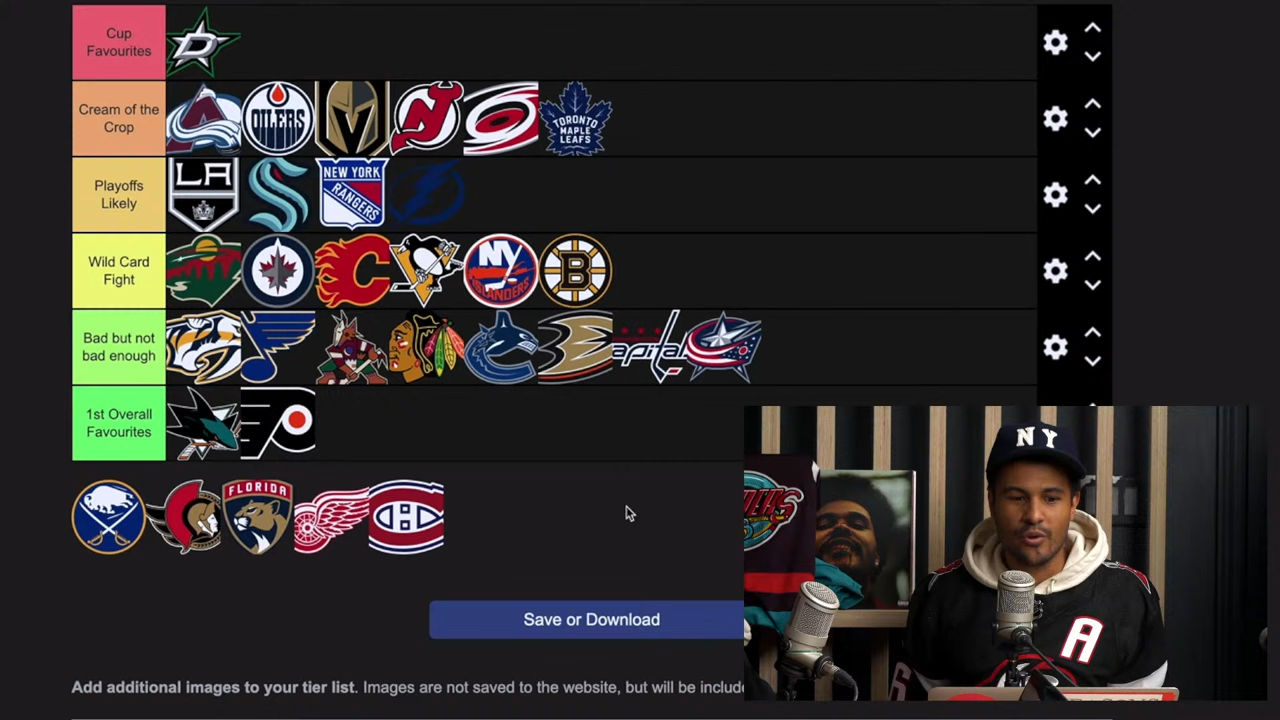 Cup
Favourites
Cream of the
Crop
OILERS
TORONTO
MAPLE
LEAFS
Playoffs
Likely
LA
NEW YORK
RANGERS
Wild Card
Fight
NY
ISLANDERS
B
Bad but not
bad enough
capitals
1st Overall
Favourites
FLORIDA
NY
A
Save or Download
Add additional images to your tier list. Images are not saved to the website, but will be include